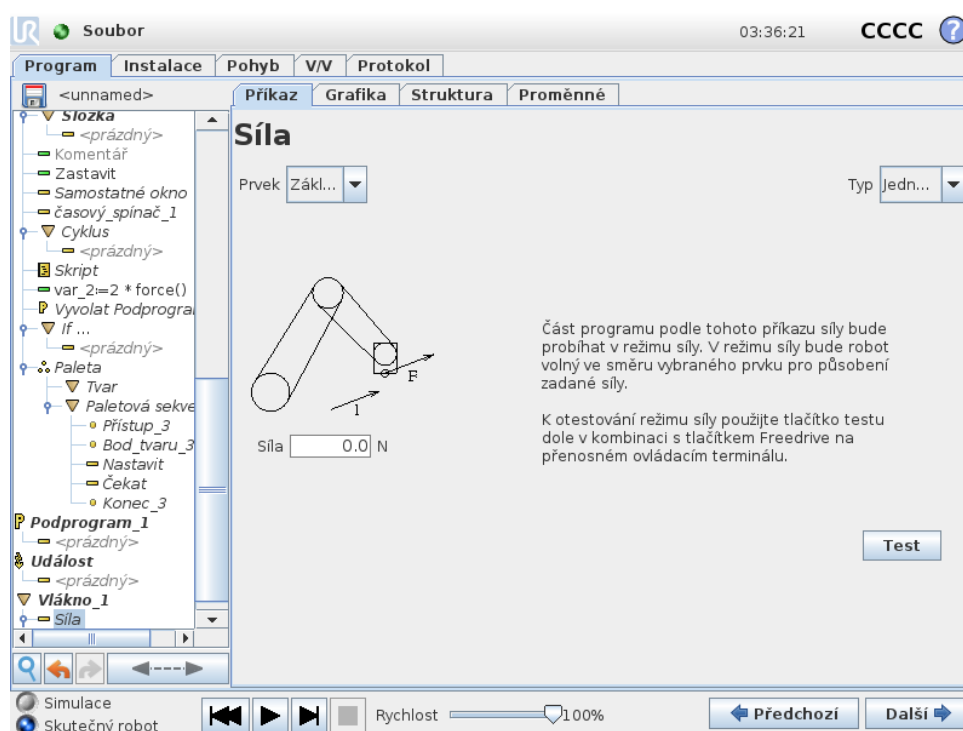 UR Soubor 03:36:21 CCCC ?
Program Instalace Pohyb V/V Protokol
<unnamed>
Příkaz Grafika Struktura Proměnné
Složka
<prázdný>
Komentář
Zastavit
Samostatné okno
časový_spínač_1
Cyklus
<prázdný>
Skript
var_2:=2 * force()
Vyvolat Podprogra
If ...
<prázdný>
Paleta
Tvar
Paletová sekve
Přístup_3
Bod_tvaru_3
Nastavit
Čekat
Konec_3
P Podprogram_1
<prázdný>
Událost
<prázdný>
Vlákno_1
Síla
Síla
Prvek Zákl...
Typ Jedn...
F
1
Síla 0.0 N
Část programu podle tohoto příkazu síly bude
probíhat v režimu síly. V režimu síly bude robot
volný ve směru vybraného prvku pro působení
zadané síly.
K otestování režimu síly použijte tlačítko testu
dole v kombinaci s tlačítkem Freedrive na
přenosném ovládacím terminálu.
Test
Simulace
Skutečný robot
Rychlost 100%
Předchozí Další